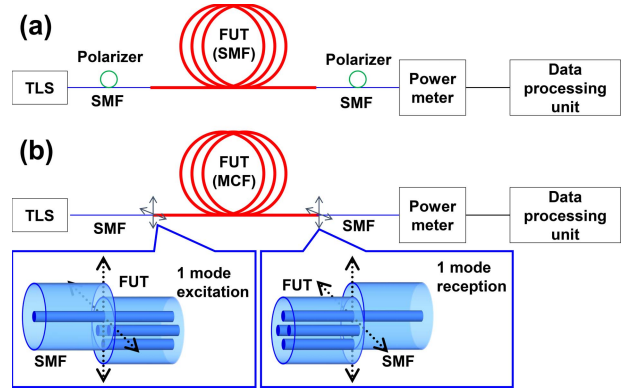 (a)
FUT
(SMF)
Polarizer
Polarizer
TLS
SMF
SMF
Power
meter
Data
processing
unit
(b)
FUT
(MCF)
TLS
SMF
SMF
Power
meter
Data
processing
unit
FUT
1 mode
excitation
SMF
FUT
1 mode
reception
SMF